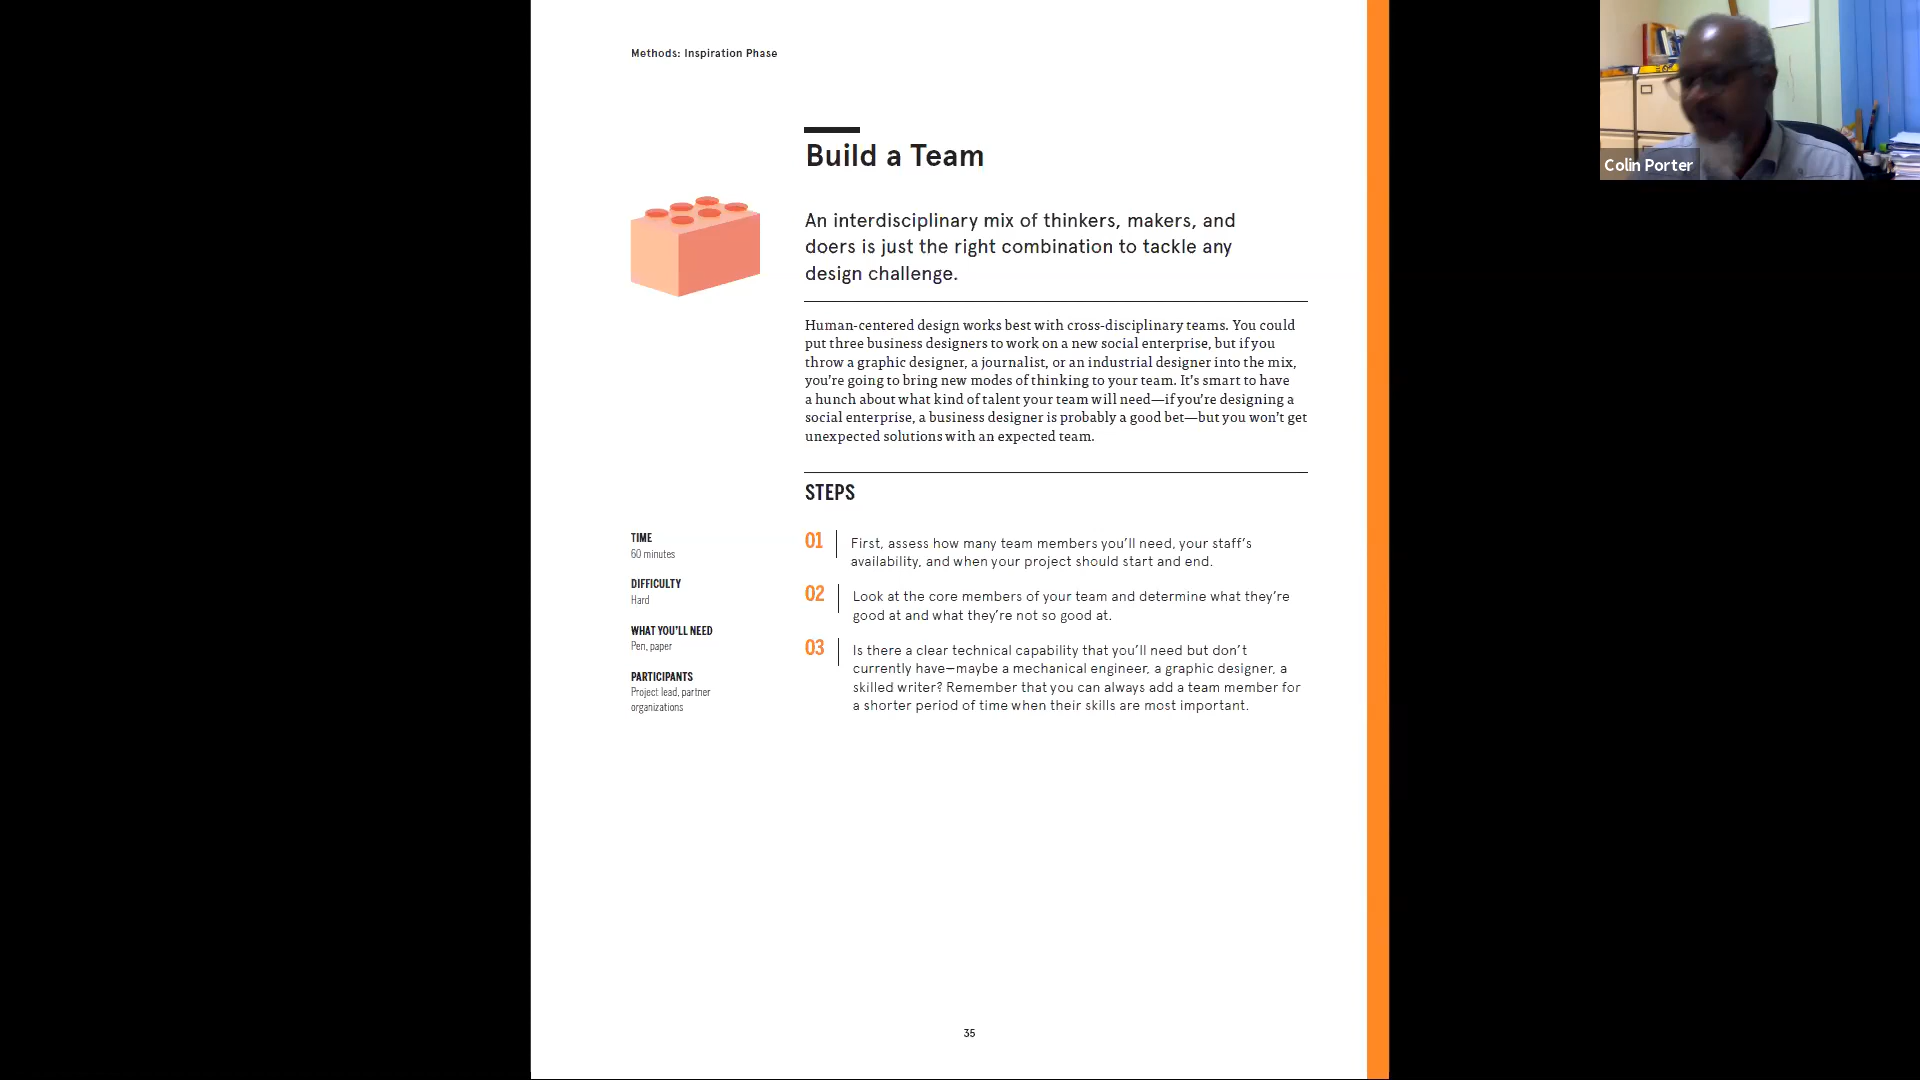 Methods: Inspiration Phase
Build a Team
An interdisciplinary mix of thinkers, makers, and
doers is just the right combination to tackle any
design challenge.
Human-centered design works best with cross-disciplinary teams. You could
put three business designers to work on a new social enterprise, but if you
throw a graphic designer, a journalist, or an industrial designer into the mix,
you're going to bring new modes of thinking to your team. It's smart to have
a hunch about what kind of talent your team will need—if you're designing a
social enterprise, a business designer is probably a good bet—but you won't get
unexpected solutions with an expected team.
STEPS
TIME
60 minutes
DIFFICULTY
Hard
WHAT YOU'LL NEED
Pen, paper
PARTICIPANTS
Project lead, partner
organizations
01 First, assess how many team members you'll need, your staff's
availability, and when your project should start and end.
02 Look at the core members of your team and determine what they're
good at and what they're not so good at.
03 Is there a clear technical capability that you'll need but don't
currently have—maybe a mechanical engineer, a graphic designer, a
skilled writer? Remember that you can always add a team member for
a shorter period of time when their skills are most important.
35
Colin Porter